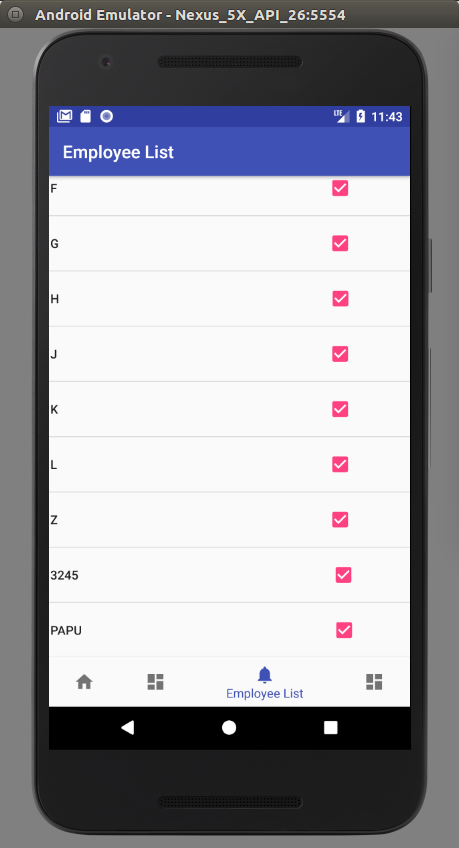 Android Emulator - Nexus_5X_API_26:5554
LTE 11:43
Employee List
F
G
H
J
K
L
Z
3245
PAPU
Employee List